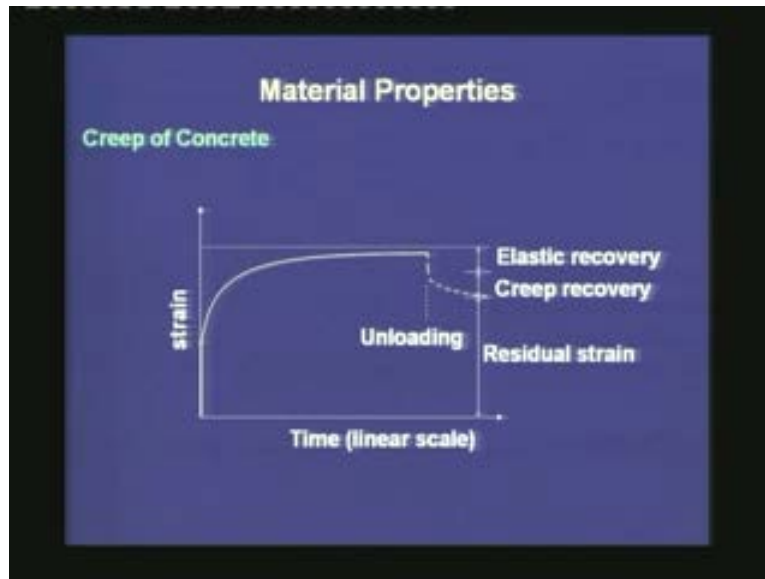 Material Properties
Creep of Concrete
Elastic recovery
Creep recovery
Unloading
Residual strain
strain
Time (linear scale)